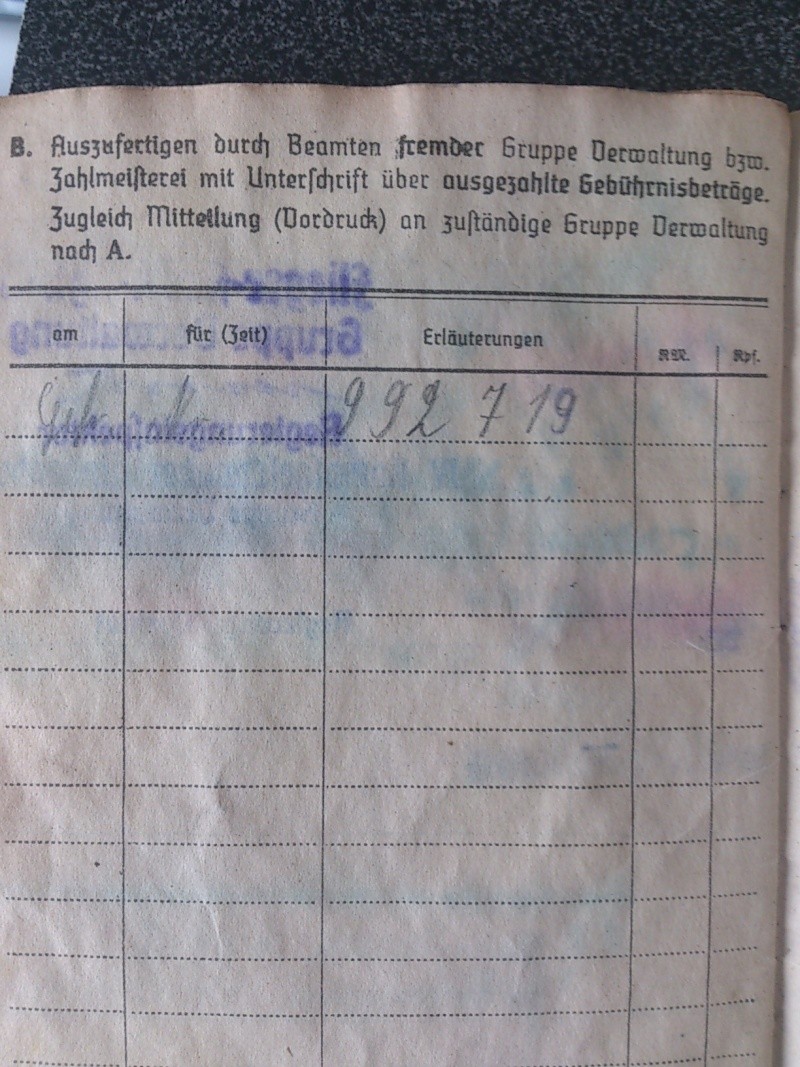 B. Auszufertigen durch Beamten fremder Gruppe Verwaltung bzw.
Zahlmeisterei mit Unterschrift über ausgezahlte Gebührnisbeträge.
Zugleich Mitteilung (Vordruck) an zuständige Gruppe Verwaltung
nach A.
am für (Zeit) Erläuterungen RM. Rpf.
992 719